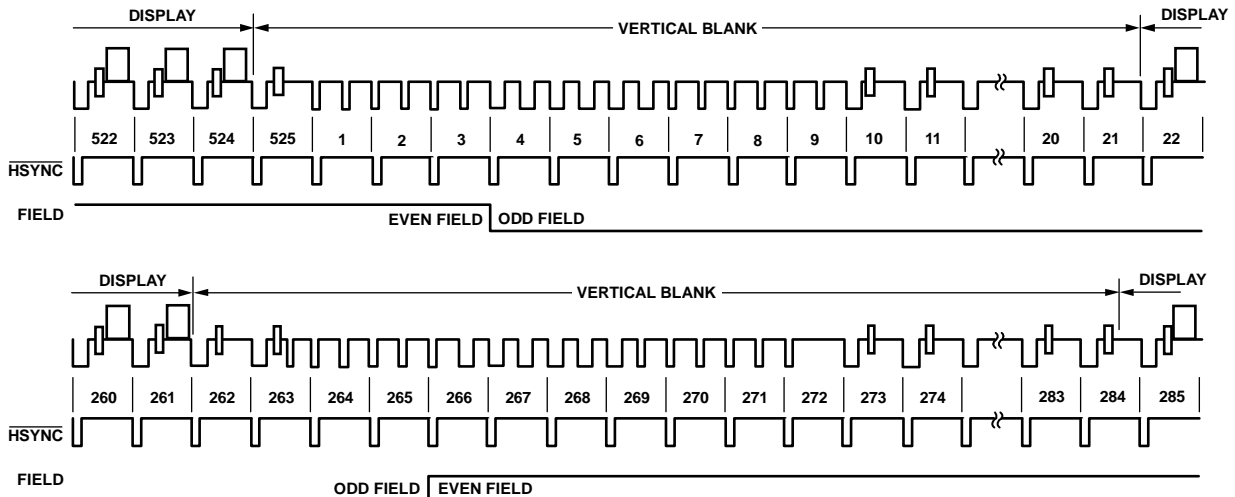 DISPLAY VERTICAL BLANK DISPLAY
522 523 524 525 1 2 3 4 5 6 7 8 9 10 11 20 21 22
HSYNC
FIELD EVEN FIELD ODD FIELD
DISPLAY VERTICAL BLANK DISPLAY
260 261 262 263 264 265 266 267 268 269 270 271 272 273 274 283 284 285
HSYNC
FIELD ODD FIELD EVEN FIELD